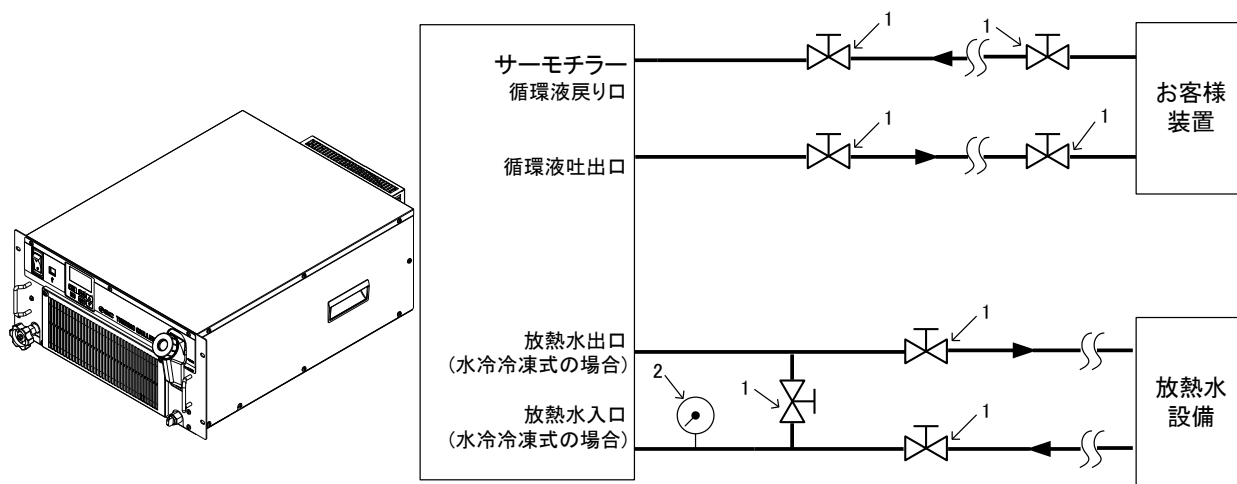 サーモチラー
循環液戻り口
循環液吐出口
放熱水出口
(水冷冷凍式の場合)
放熱水入口
(水冷冷凍式の場合)
1
1
お客様
装置
1
1
1
2
1
1
放熱水
設備